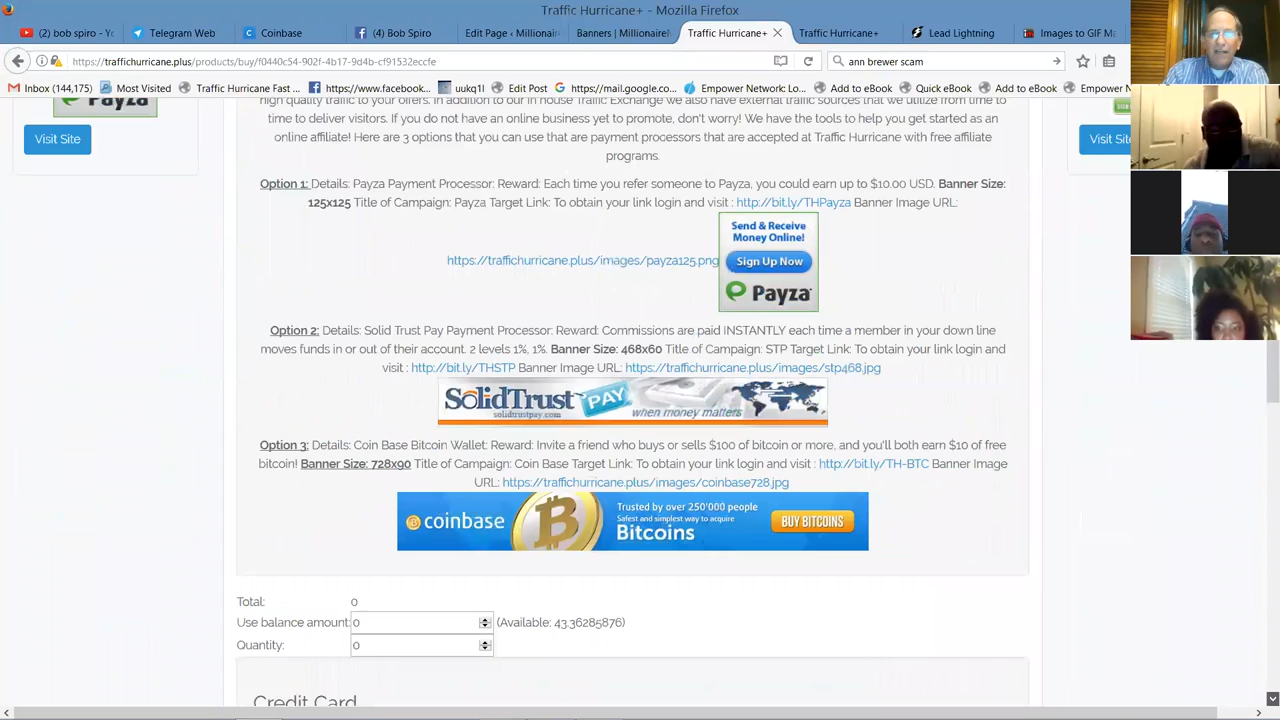 Traffic Hurricane+ - Mozilla Firefox
(2) bob spiro - Yo
Telegram Web
Coinbase
(4) Bob Spi
Edit Page ‹ Millionair
Banners | Millionaire
Traffic Hurricane+
Traffic Hurricane
Lead Lightning
Images to GIF Ma
ann brewer scam
Inbox (144,175)
Most Visited
Traffic Hurricane Fast ...
https://www.facebook...
uukq1l
Edit Post
https://mail.google.co...
Empower Network: Lo...
Add to eBook
Quick eBook
Add to eBook
Empower N
Payza
Visit Site
Visit Site
high quality traffic to your offers. In addition to our in house Traffic Exchange we also have external traffic sources that we utilize from time to
time to deliver visitors. If you do not have an online business yet to promote, don't worry! We have the tools to help you get started as an
online affiliate! Here are 3 options that you can use that are payment processors that are accepted at Traffic Hurricane with free affiliate
programs.
Option 1: Details: Payza Payment Processor: Reward: Each time you refer someone to Payza, you could earn up to $10.00 USD. Banner Size:
125x125 Title of Campaign: Payza Target Link: To obtain your link login and visit : http://bit.ly/THPayza Banner Image URL:
https://traffichurricane.plus/images/payza125.png
Send & Receive
Money Online!
Sign Up Now
Payza
Option 2: Details: Solid Trust Pay Payment Processor: Reward: Commissions are paid INSTANTLY each time a member in your down line
moves funds in or out of their account. 2 levels 1%, 1%. Banner Size: 468x60 Title of Campaign: STP Target Link: To obtain your link login and
visit : http://bit.ly/THSTP Banner Image URL: https://traffichurricane.plus/images/stp468.jpg
SolidTrust PAY
solidtrustpay.com when money matters
Option 3: Details: Coin Base Bitcoin Wallet: Reward: Invite a friend who buys or sells $100 of bitcoin or more, and you'll both earn $10 of free
bitcoin! Banner Size: 728x90 Title of Campaign: Coin Base Target Link: To obtain your link login and visit : http://bit.ly/TH-BTC Banner Image
URL: https://traffichurricane.plus/images/coinbase728.jpg
coinbase
Trusted by over 250'000 people
Safest and simplest way to acquire
Bitcoins
BUY BITCOINS
Total: 0
Use balance amount: 0 (Available: 43.36285876)
Quantity: 0
Credit Card